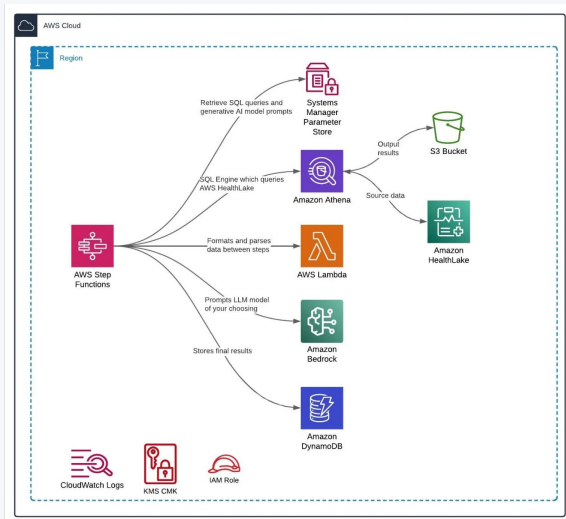 AWS Cloud
Region
Retrieve SQL queries and
generative AI model prompts
Systems
Manager
Parameter
Store
SQL Engine which queries
AWS HealthLake
Amazon Athena
Output
results
S3 Bucket
Source data
Amazon
HealthLake
AWS Step
Functions
Formats and parses
data between steps
AWS Lambda
Prompts LLM model
of your choosing
Amazon
Bedrock
Stores final results
Amazon
DynamoDB
CloudWatch Logs
KMS CMK
IAM Role